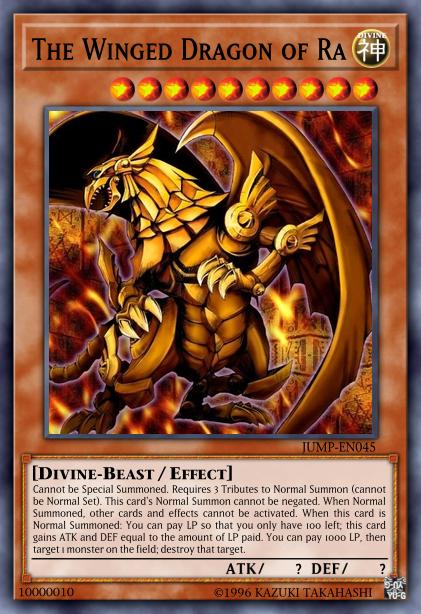 The Winged Dragon of Ra
DIVINE
神
JUMP-EN045
[Divine-Beast / Effect]
Cannot be Special Summoned. Requires 3 Tributes to Normal Summon (cannot
be Normal Set). This card's Normal Summon cannot be negated. When Normal
Summoned, other cards and effects cannot be activated. When this card is
Normal Summoned: You can pay LP so that you only have 100 left; this card
gains ATK and DEF equal to the amount of LP paid. You can pay 1000 LP, then
target 1 monster on the field; destroy that target.
ATK/ ? DEF/ ?
10000010
©1996 KAZUKI TAKAHASHI